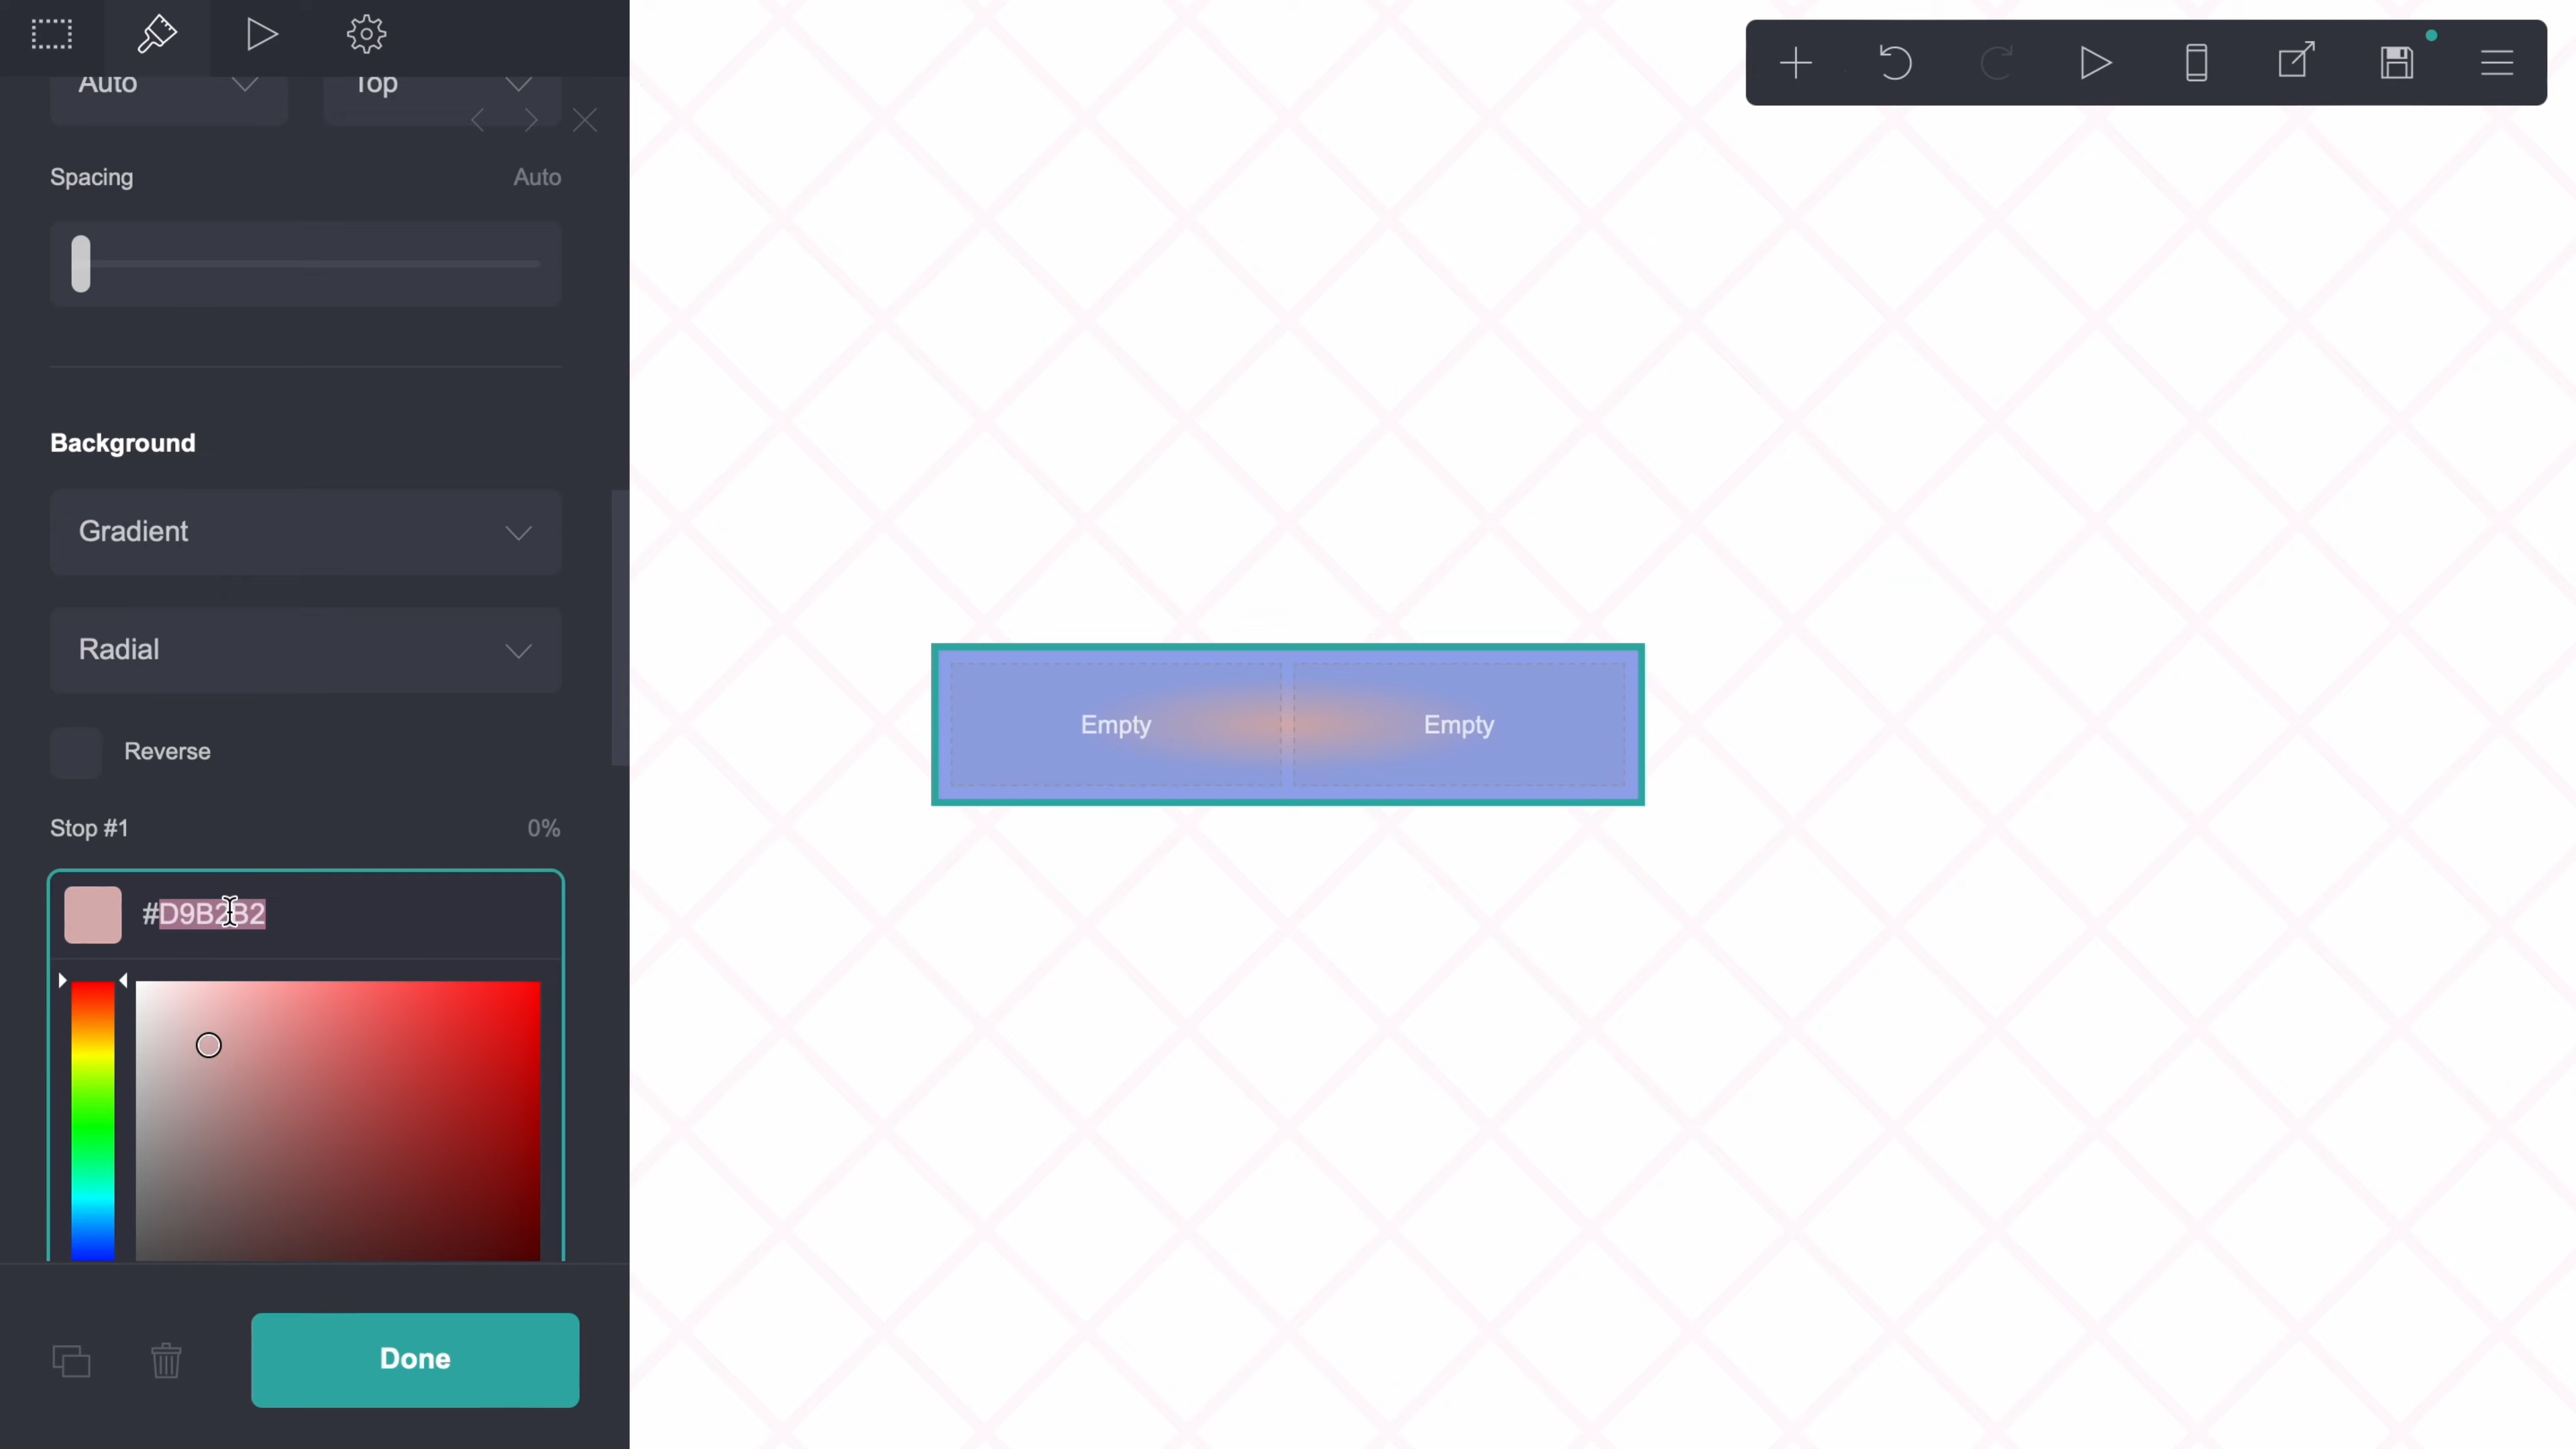 Auto Top
Spacing Auto
Background
Gradient
Radial
Reverse
Stop #1 0%
#D9B2B2
Done
Empty Empty